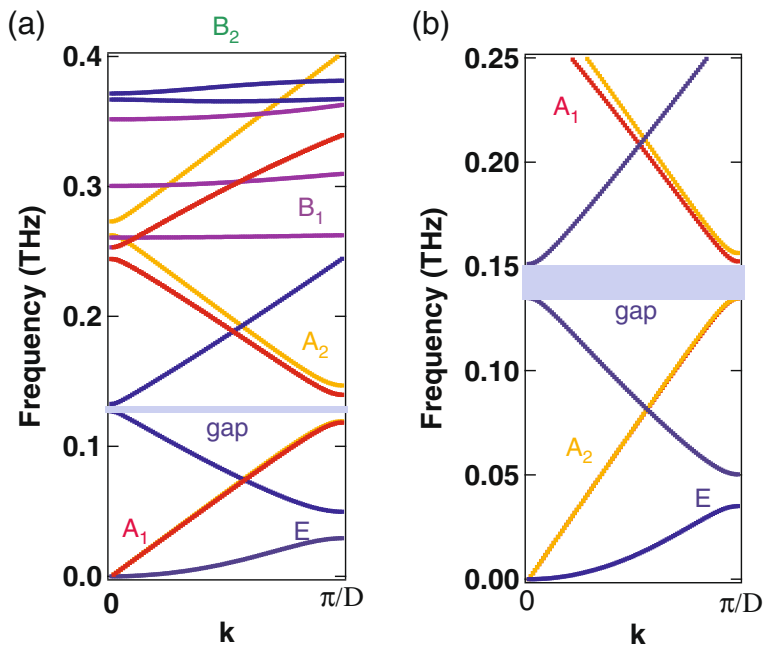 (a)
B2
0.4
0.3
0.2
0.1
0.0
Frequency (THz)
B1
A2
gap
A1
E
0
π/D
k
(b)
0.25
0.20
0.15
0.10
0.05
0.00
Frequency (THz)
A1
gap
A2
E
0
π/D
k